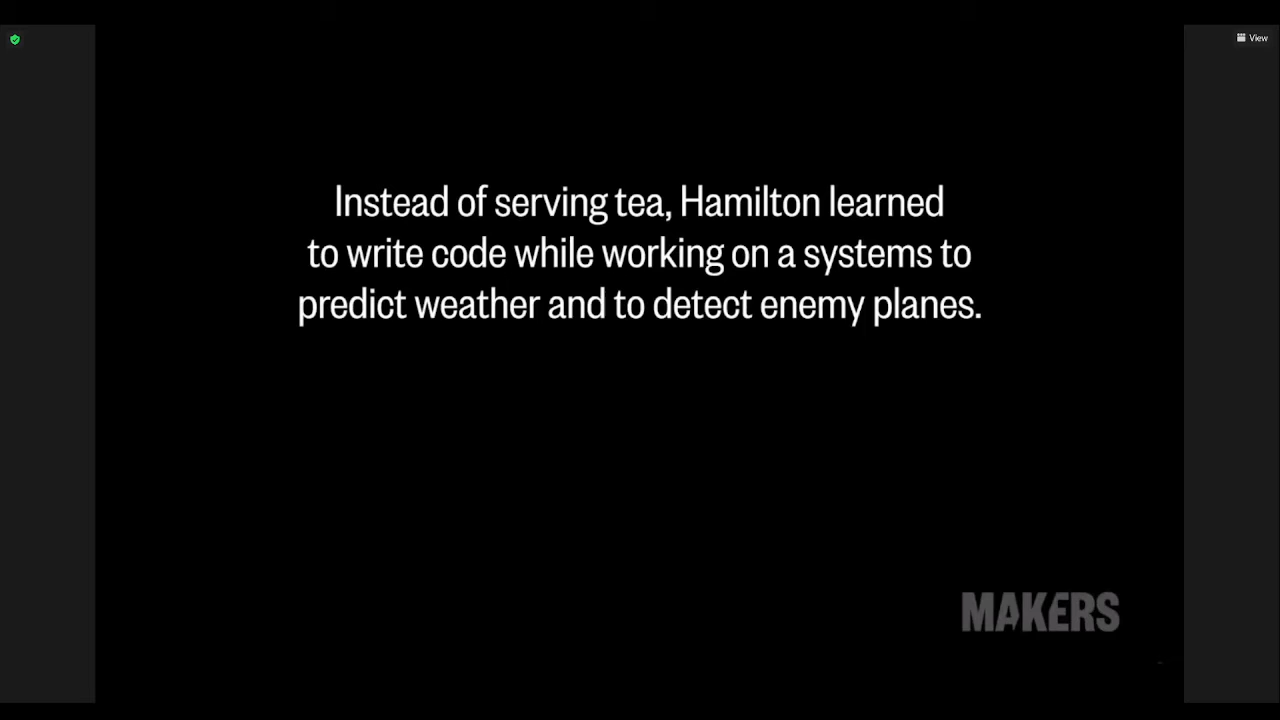 View
Instead of serving tea, Hamilton learned
to write code while working on a systems to
predict weather and to detect enemy planes.
MAKERS